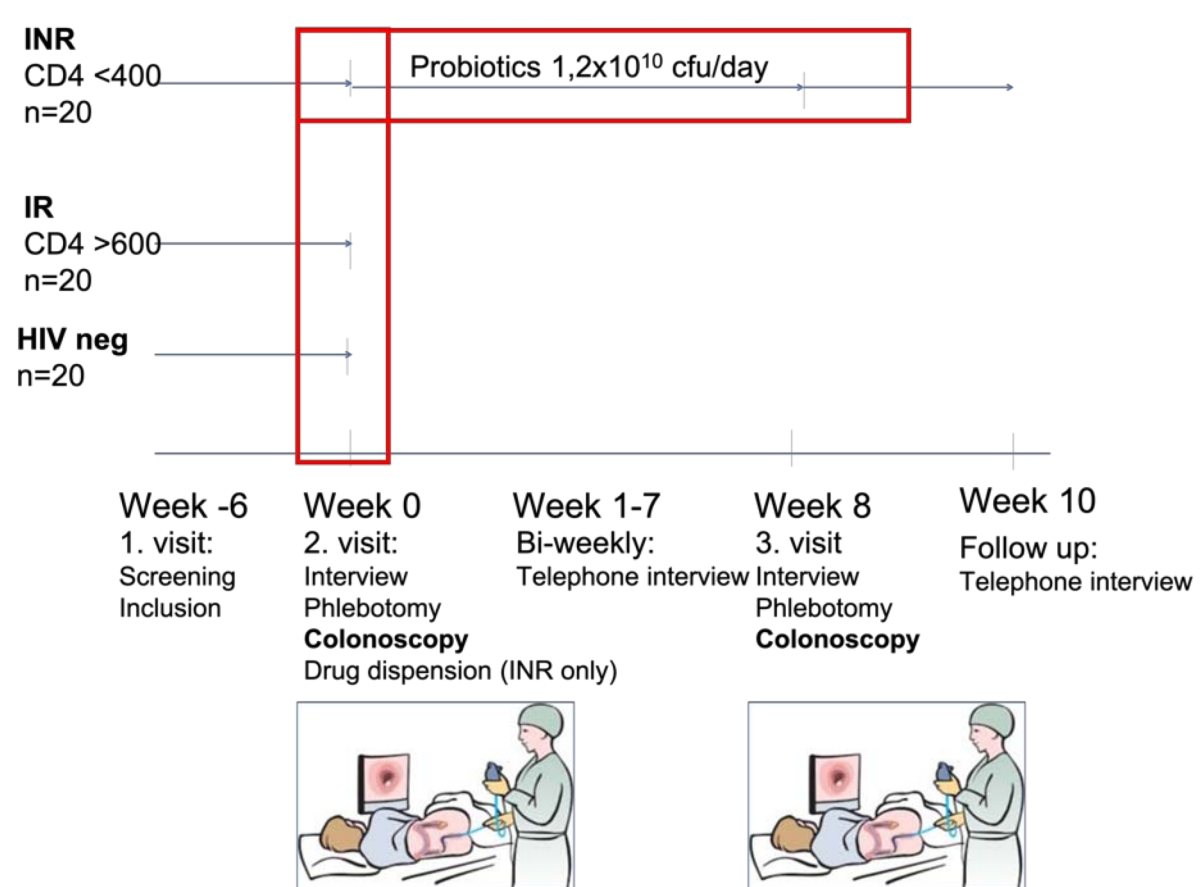 INR
CD4 <400
n=20
Probiotics 1,2x10¹⁰ cfu/day
IR
CD4 >600
n=20
HIV neg
n=20
Week -6
1. visit:
Screening
Inclusion
Week 0
2. visit:
Interview
Phlebotomy
Colonoscopy
Drug dispension (INR only)
Week 1-7
Bi-weekly:
Telephone interview
Week 8
3. visit
Interview
Phlebotomy
Colonoscopy
Week 10
Follow up:
Telephone interview